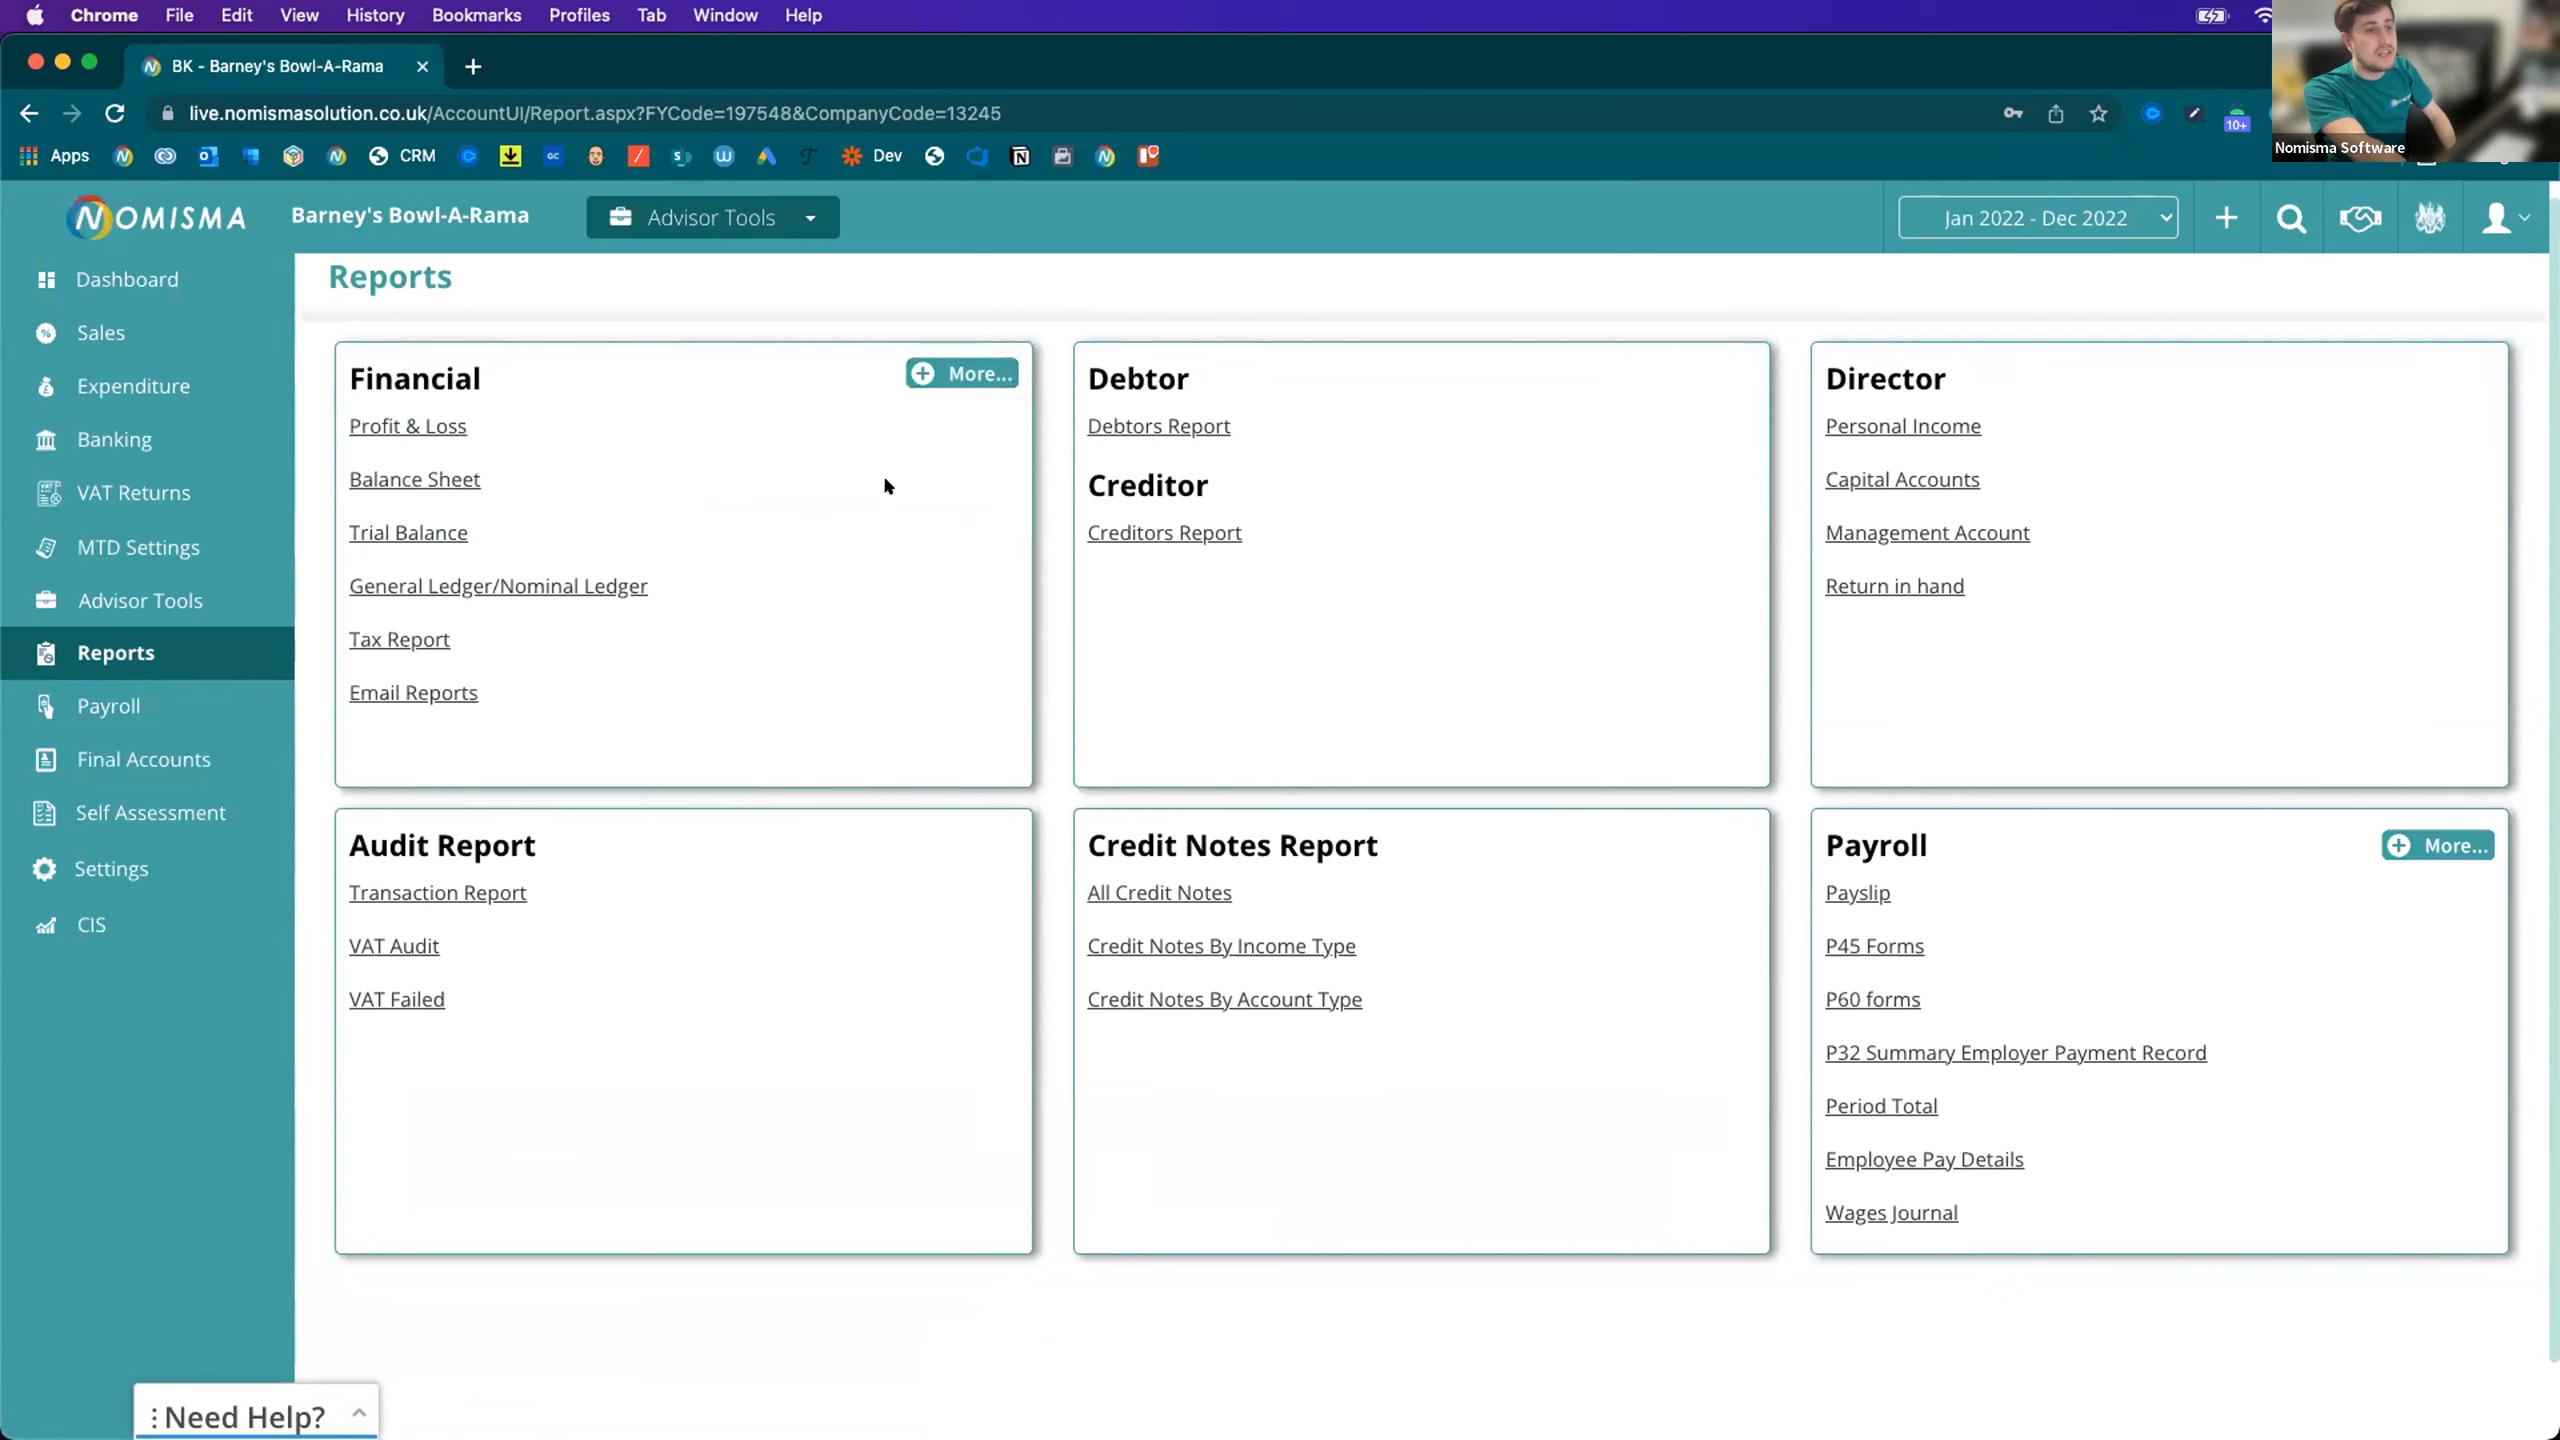 Chrome File Edit View History Bookmarks Profiles Tab Window Help
BK - Barney's Bowl-A-Rama
live.nomismasolution.co.uk/AccountUI/Report.aspx?FYCode=197548&CompanyCode=13245
10+
Apps CRM GC Dev
Nomisma Software
NOMISMA Barney's Bowl-A-Rama Advisor Tools Jan 2022 - Dec 2022
Dashboard
Sales
Expenditure
Banking
VAT Returns
MTD Settings
Advisor Tools
Reports
Payroll
Final Accounts
Self Assessment
Settings
CIS
Reports
Financial
More...
Profit & Loss
Balance Sheet
Trial Balance
General Ledger/Nominal Ledger
Tax Report
Email Reports
Debtor
Debtors Report
Creditor
Creditors Report
Director
Personal Income
Capital Accounts
Management Account
Return in hand
Audit Report
Transaction Report
VAT Audit
VAT Failed
Credit Notes Report
All Credit Notes
Credit Notes By Income Type
Credit Notes By Account Type
Payroll
More...
Payslip
P45 Forms
P60 forms
P32 Summary Employer Payment Record
Period Total
Employee Pay Details
Wages Journal
Need Help?